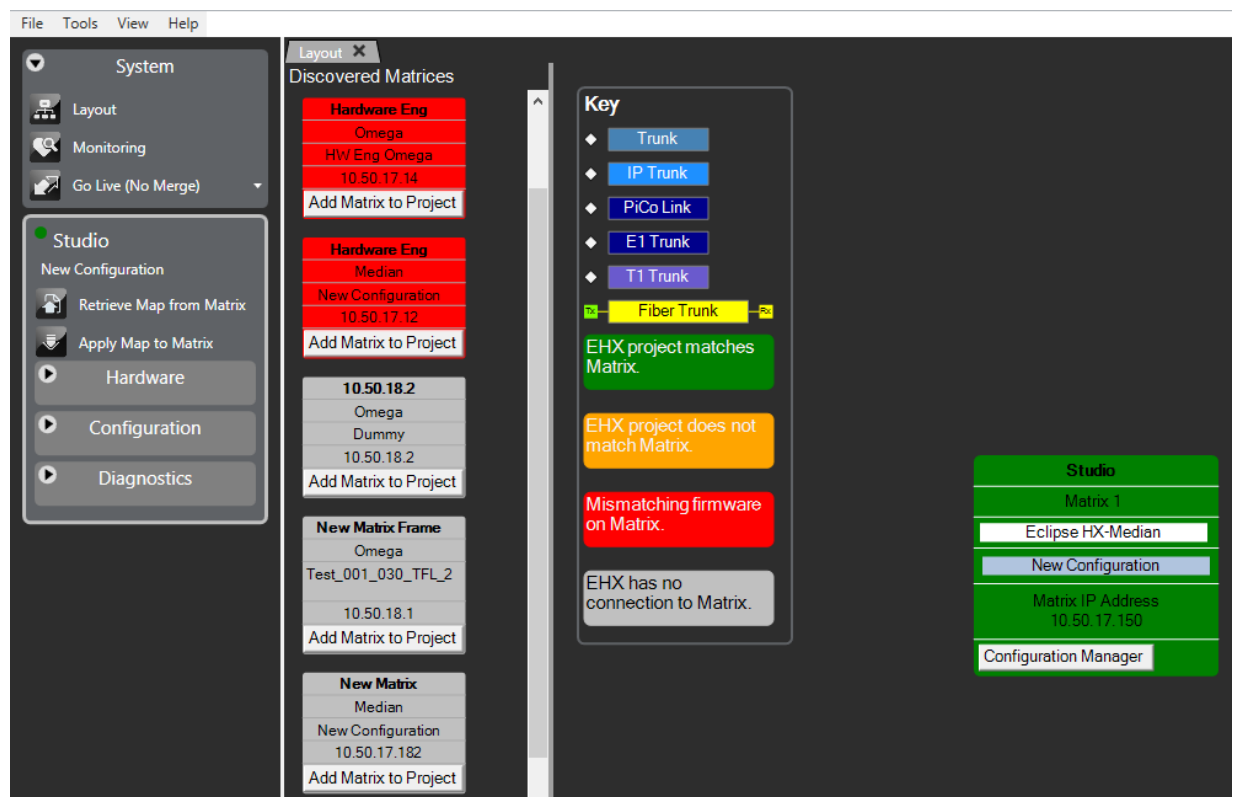 File Tools View Help
System
Layout
Monitoring
Go Live (No Merge)
Studio
New Configuration
Retrieve Map from Matrix
Apply Map to Matrix
Hardware
Configuration
Diagnostics
Layout
Discovered Matrices
Hardware Eng
Omega
HW Eng Omega
10.50.17.14
Add Matrix to Project
Hardware Eng
Median
New Configuration
10.50.17.12
Add Matrix to Project
10.50.18.2
Omega
Dummy
10.50.18.2
Add Matrix to Project
New Matrix Frame
Omega
Test_001_030_TFL_2
10.50.18.1
Add Matrix to Project
New Matrix
Median
New Configuration
10.50.17.182
Add Matrix to Project
Key
Trunk
IP Trunk
PiCo Link
E1 Trunk
T1 Trunk
Tx Fiber Trunk Rx
EHX project matches
Matrix.
EHX project does not
match Matrix.
Mismatching firmware
on Matrix.
EHX has no
connection to Matrix.
Studio
Matrix 1
Eclipse HX-Median
New Configuration
Matrix IP Address
10.50.17.150
Configuration Manager